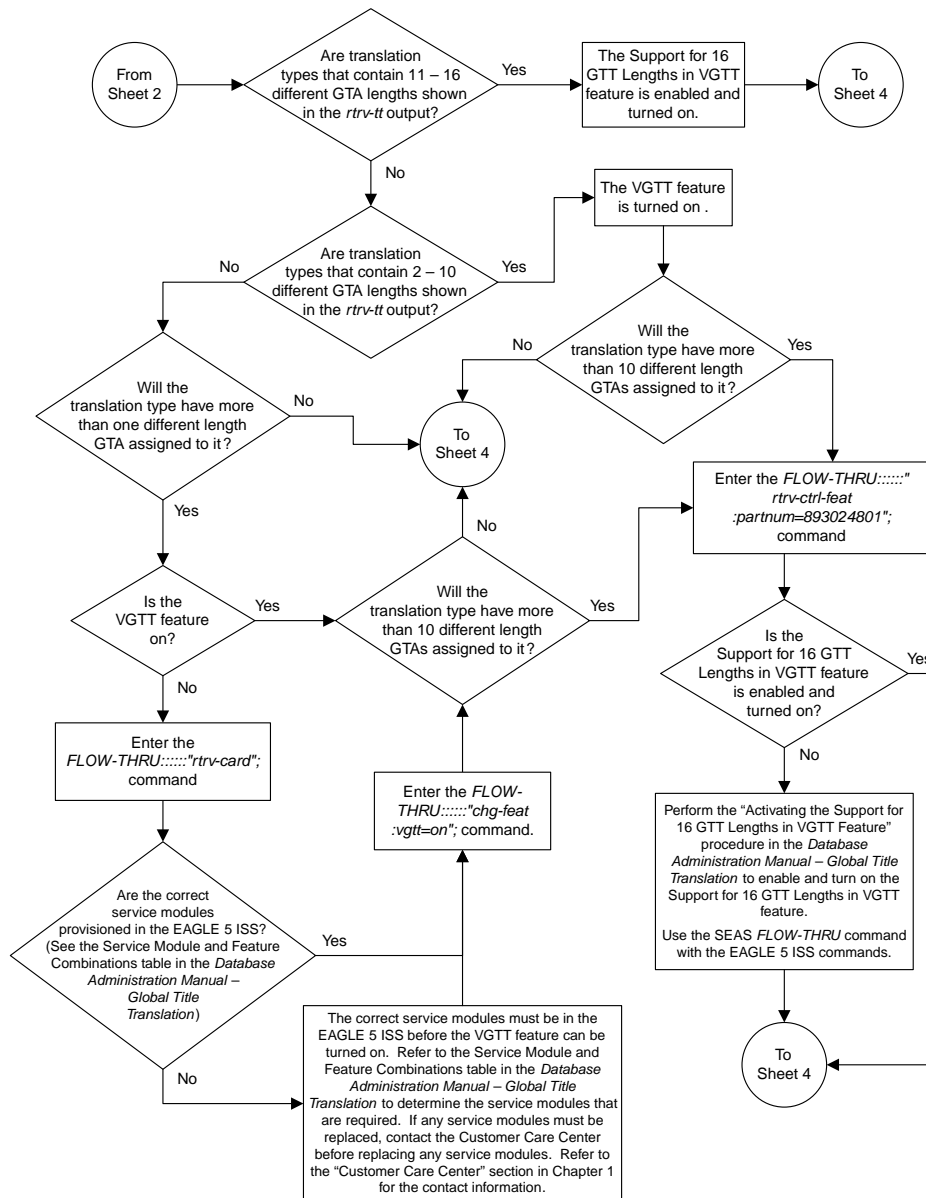 From
Sheet 2
Are translation
types that contain 11 – 16
different GTA lengths shown
in the rtrv-tt output?
Yes
The Support for 16
GTT Lengths in VGTT
feature is enabled and
turned on.
To
Sheet 4
No
Are translation
types that contain 2 – 10
different GTA lengths shown
in the rtrv-tt output?
No
Yes
The VGTT feature
is turned on .
Will the
translation type have more
than 10 different length
GTAs assigned to it?
No
Yes
Will the
translation type have more
than one different length
GTA assigned to it?
No
Yes
To
Sheet 4
Enter the FLOW-THRU::::::"
rtrv-ctrl-feat
:partnum=893024801";
command
Is the
VGTT feature
on?
Yes
No
Will the
translation type have more
than 10 different length
GTAs assigned to it?
No
Yes
Is the
Support for 16 GTT
Lengths in VGTT feature
is enabled and
turned on?
Yes
No
Enter the
FLOW-THRU::::::"rtrv-card";
command
Enter the FLOW-
THRU::::::"chg-feat
:vgtt=on"; command.
Perform the “Activating the Support for
16 GTT Lengths in VGTT Feature”
procedure in the Database
Administration Manual – Global Title
Translation to enable and turn on the
Support for 16 GTT Lengths in VGTT
feature.
Use the SEAS FLOW-THRU command
with the EAGLE 5 ISS commands.
Are the correct
service modules
provisioned in the EAGLE 5 ISS?
(See the Service Module and Feature
Combinations table in the Database
Administration Manual –
Global Title
Translation)
Yes
No
The correct service modules must be in the
EAGLE 5 ISS before the VGTT feature can be
turned on. Refer to the Service Module and
Feature Combinations table in the Database
Administration Manual – Global Title
Translation to determine the service modules that
are required. If any service modules must be
replaced, contact the Customer Care Center
before replacing any service modules. Refer to
the “Customer Care Center” section in Chapter 1
for the contact information.
To
Sheet 4